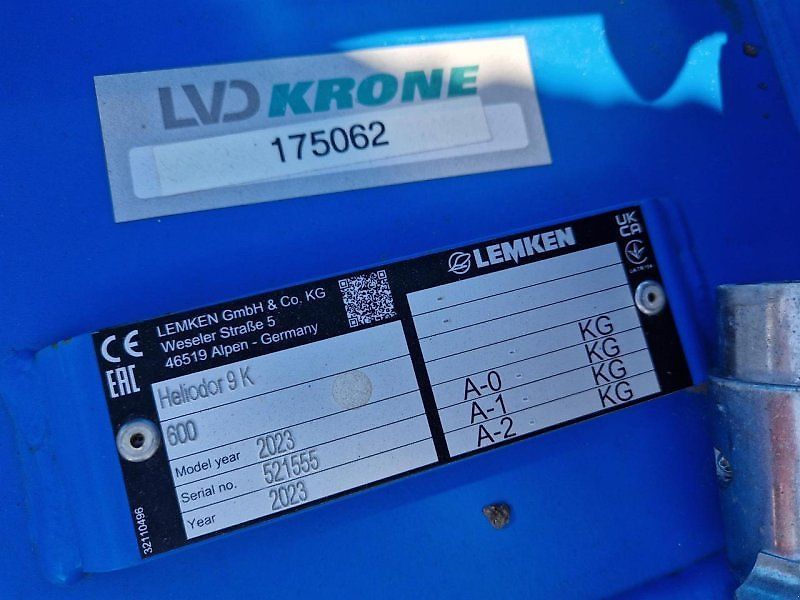 LVD KRONE
175062
LEMKEN
UK
CA
CE
EAC
LEMKEN GmbH & Co. KG
Weseler Straße 5
46519 Alpen - Germany
Heliodor 9 K
600
Model year 2023
Serial no. 521555
Year 2023
-
- -
- KG
A-0 KG
A-1 - KG
A-2 KG
32110496